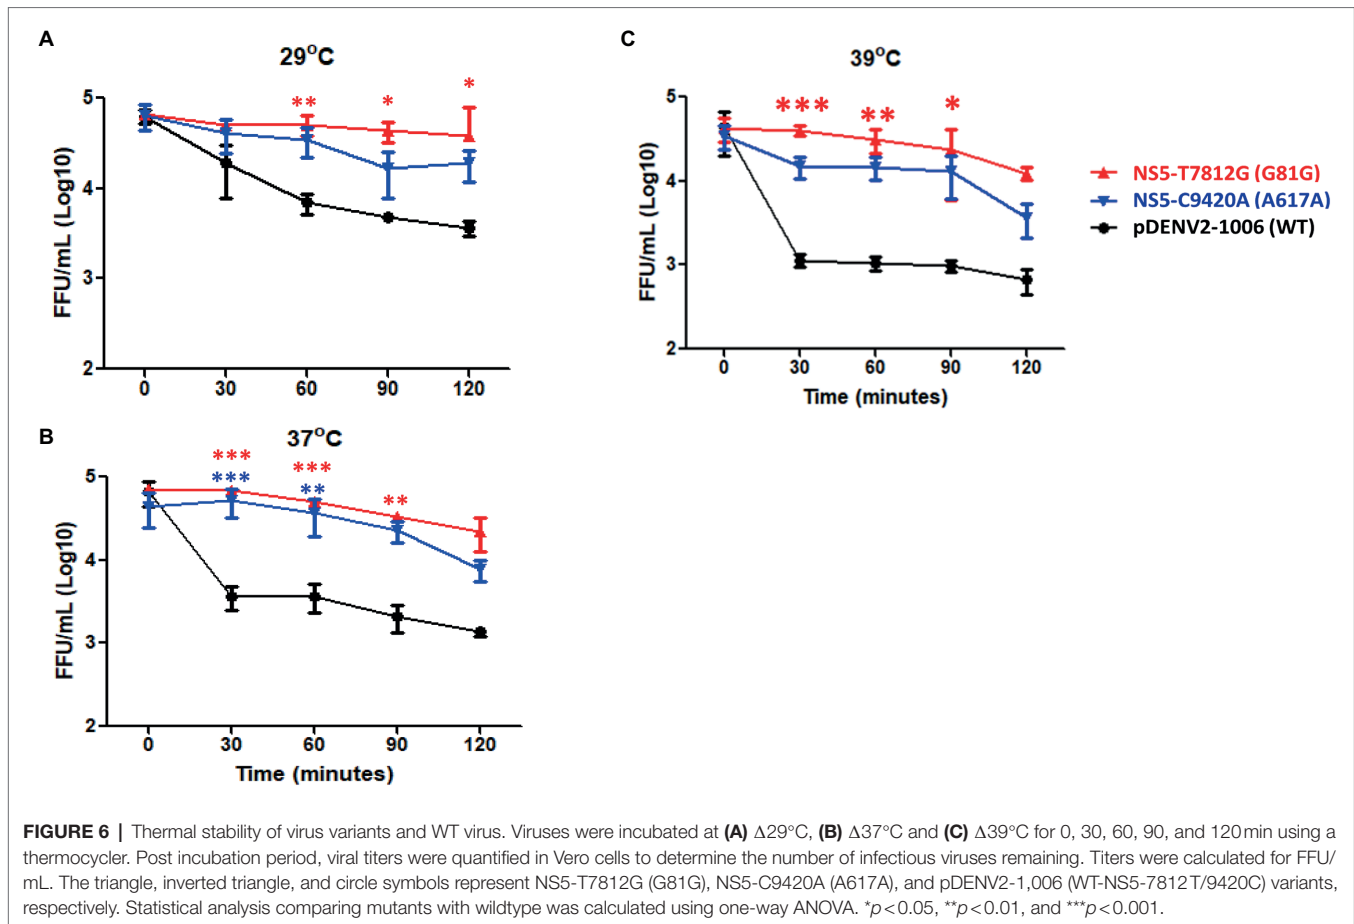 A
29°C
** * *
5
4
3
2
FFU/mL (Log10)
0 30 60 90 120
B
37°C
*** *** **
*** **
5
4
3
2
FFU/mL (Log10)
0 30 60 90 120
Time (minutes)
C
39°C
*** ** *
5
4
3
2
FFU/mL (Log10)
0 30 60 90 120
Time (minutes)
NS5-T7812G (G81G)
NS5-C9420A (A617A)
pDENV2-1006 (WT)
FIGURE 6 | Thermal stability of virus variants and WT virus. Viruses were incubated at (A) Δ29°C, (B) Δ37°C and (C) Δ39°C for 0, 30, 60, 90, and 120 min using a
thermocycler. Post incubation period, viral titers were quantified in Vero cells to determine the number of infectious viruses remaining. Titers were calculated for FFU/
mL. The triangle, inverted triangle, and circle symbols represent NS5-T7812G (G81G), NS5-C9420A (A617A), and pDENV2-1,006 (WT-NS5-7812T/9420C) variants,
respectively. Statistical analysis comparing mutants with wildtype was calculated using one-way ANOVA. *p<0.05, **p<0.01, and ***p<0.001.